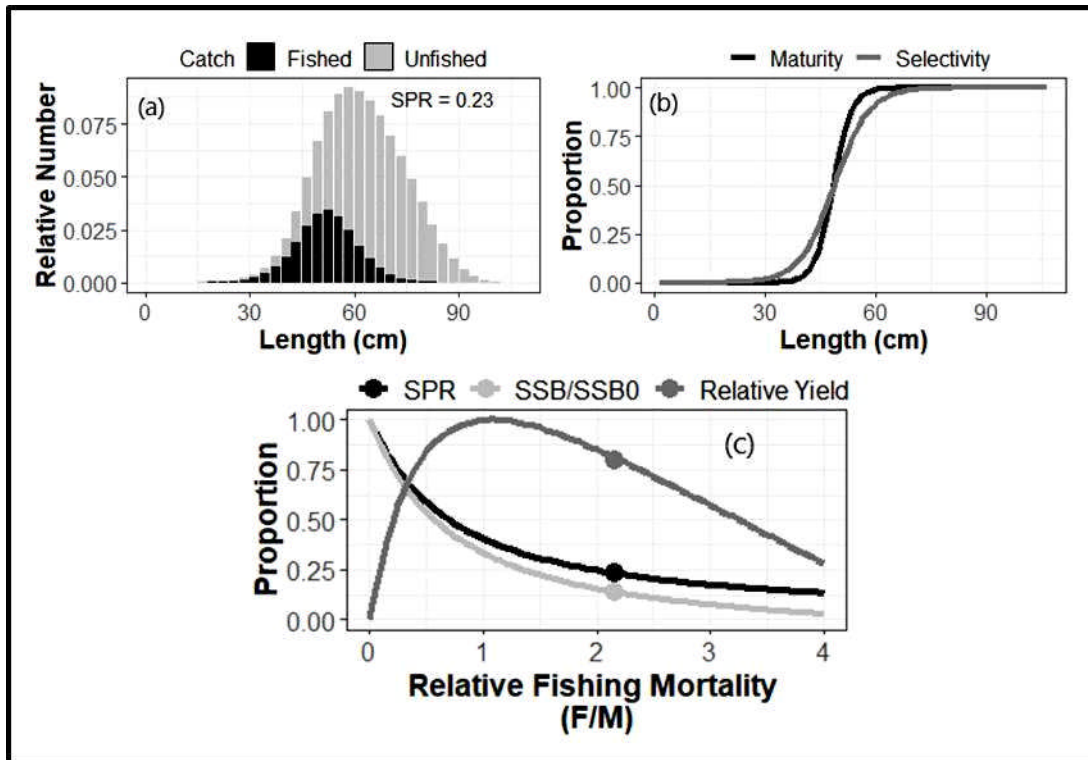 Catch Fished Unfished
(a)
SPR = 0.23
Relative Number
0.075
0.050
0.025
0.000
0 30 60 90
Length (cm)
Maturity Selectivity
(b)
Proportion
1.00
0.75
0.50
0.25
0.00
0 30 60 90
Length (cm)
SPR SSB/SSB0 Relative Yield
(c)
Proportion
1.00
0.75
0.50
0.25
0.00
0 1 2 3 4
Relative Fishing Mortality
(F/M)